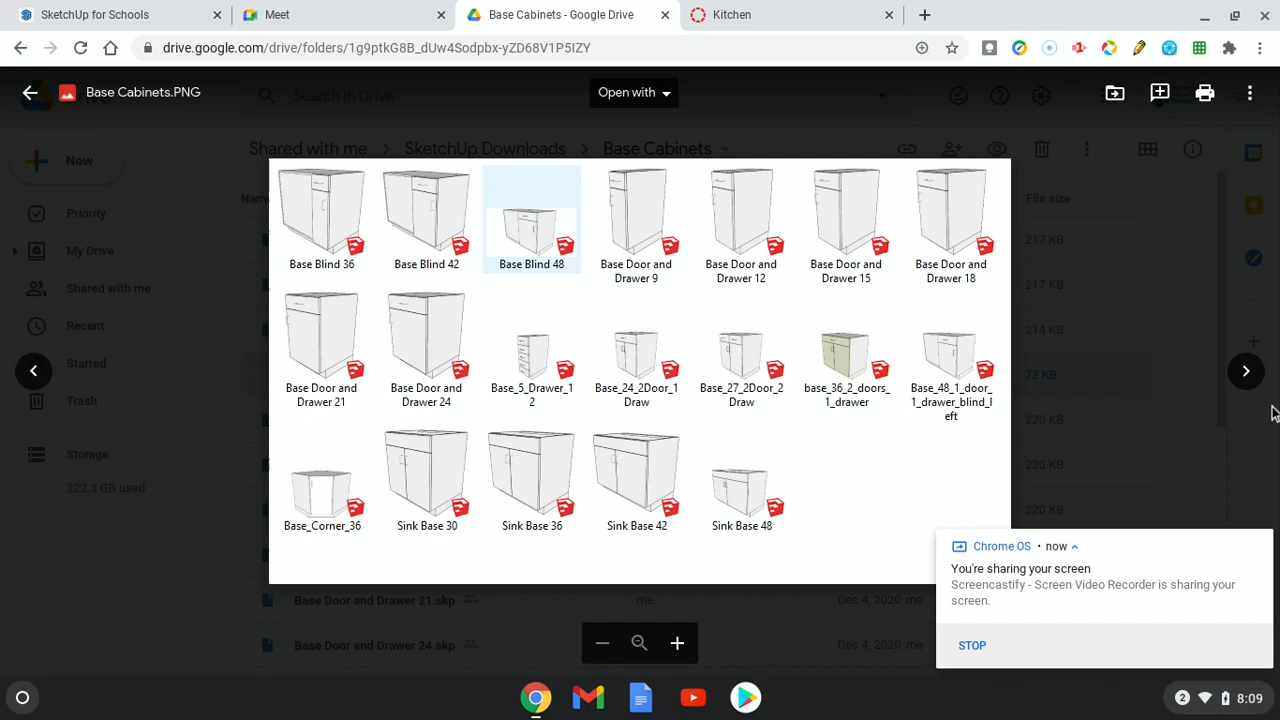 SketchUp for Schools
Meet
Base Cabinets - Google Drive
Kitchen
drive.google.com/drive/folders/1g9ptkG8B_dUw4Sodpbx-yZD68V1P5IZY
Base Cabinets.PNG
Open with
Search in Drive
Shared with me
SketchUp Downloads
Base Cabinets
New
Priority
My Drive
Shared with me
Recent
Starred
Trash
Storage
322.3 GB used
File size
217 KB
217 KB
214 KB
72 KB
220 KB
220 KB
220 KB
Base Blind 36
Base Blind 42
Base Blind 48
Base Door and
Drawer 9
Base Door and
Drawer 12
Base Door and
Drawer 15
Base Door and
Drawer 18
Base Door and
Drawer 21
Base Door and
Drawer 24
Base_5_Drawer_1
2
Base_24_2Door_1
Draw
Base_27_2Door_2
Draw
base_36_2_doors_
1_drawer
Base_48_1_door_
1_drawer_blind_l
eft
Base_Corner_36
Sink Base 30
Sink Base 36
Sink Base 42
Sink Base 48
Base Door and Drawer 21.skp
me
Dec 4, 2020 me
Base Door and Drawer 24.skp
me
Dec 4, 2020 me
Chrome OS • now
You're sharing your screen
Screencastify - Screen Video Recorder is sharing your
screen.
STOP
2
8:09